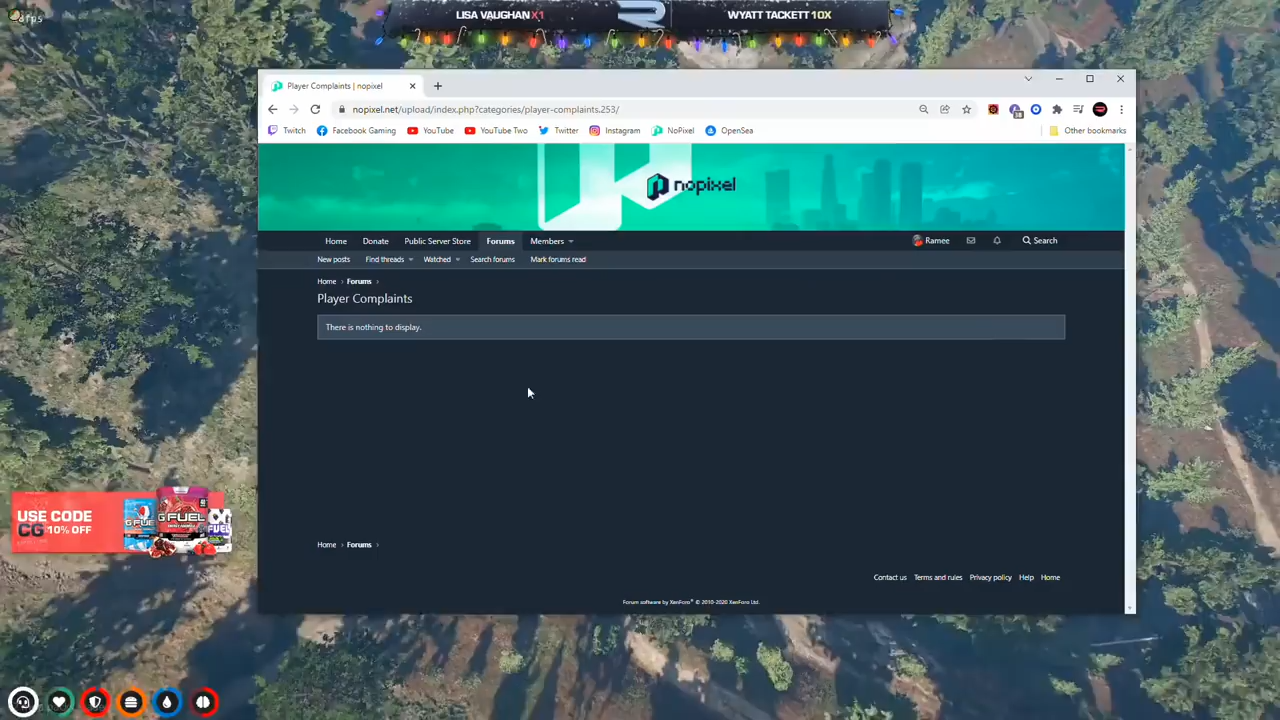 LISA VAUGHAN X1
WYATT TACKETT 10X
Player Complaints | nopixel
nopixel.net/upload/index.php?categories/player-complaints.253/
18
Twitch
Facebook Gaming
YouTube
YouTube Two
Twitter
Instagram
NoPixel
OpenSea
Other bookmarks
nopixel
Home
Donate
Public Server Store
Forums
Members
Ramee
Search
New posts
Find threads
Watched
Search forums
Mark forums read
Home › Forums ›
Player Complaints
There is nothing to display.
USE CODE
CG 10% OFF
G FUEL
Home › Forums ›
Contact us
Terms and rules
Privacy policy
Help
Home
Forum software by XenForo® © 2010-2020 XenForo Ltd.